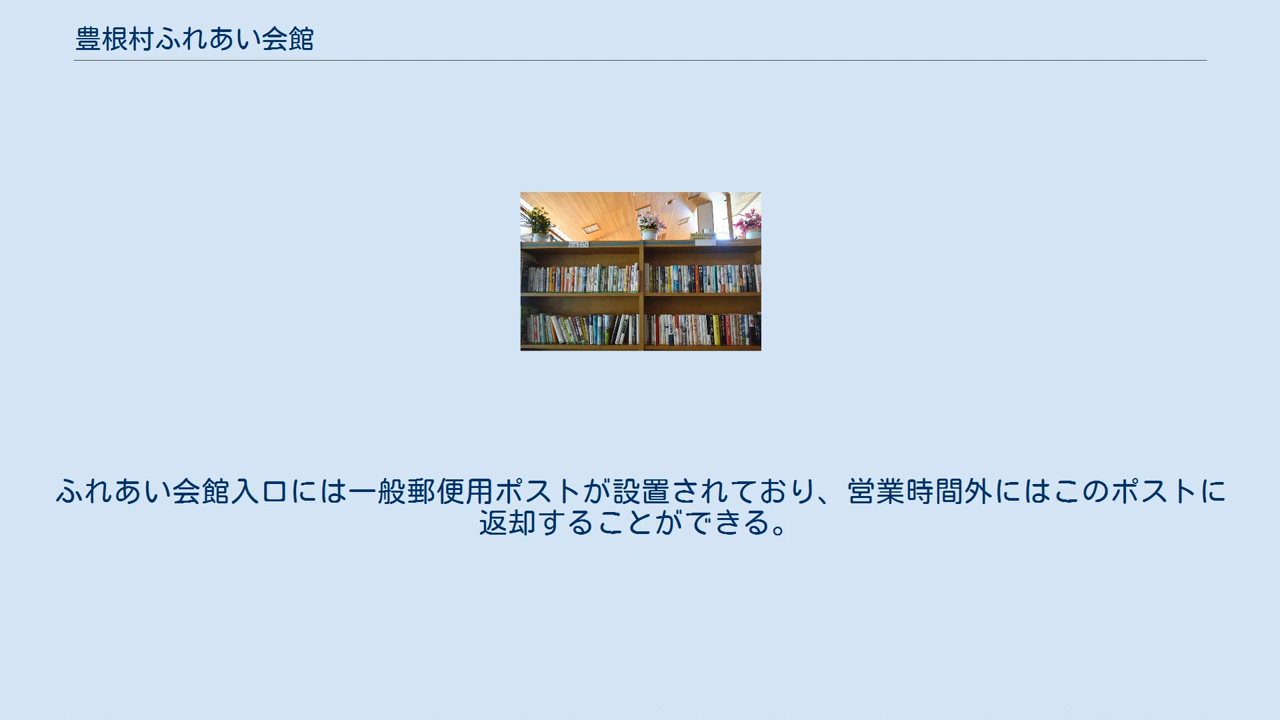 豊根村ふれあい会館
ふれあい会館入口には一般郵便用ポストが設置されており、営業時間外にはこのポストに
返却することができる。